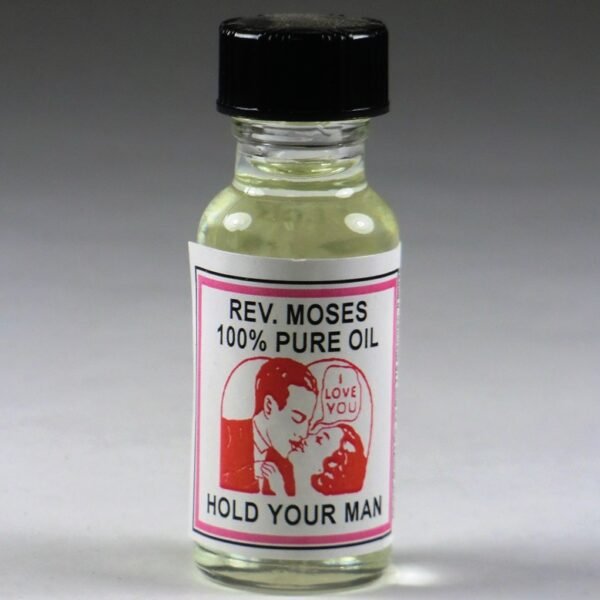 REV. MOSES
100% PURE OIL
I
LOVE
YOU
HOLD YOUR MAN